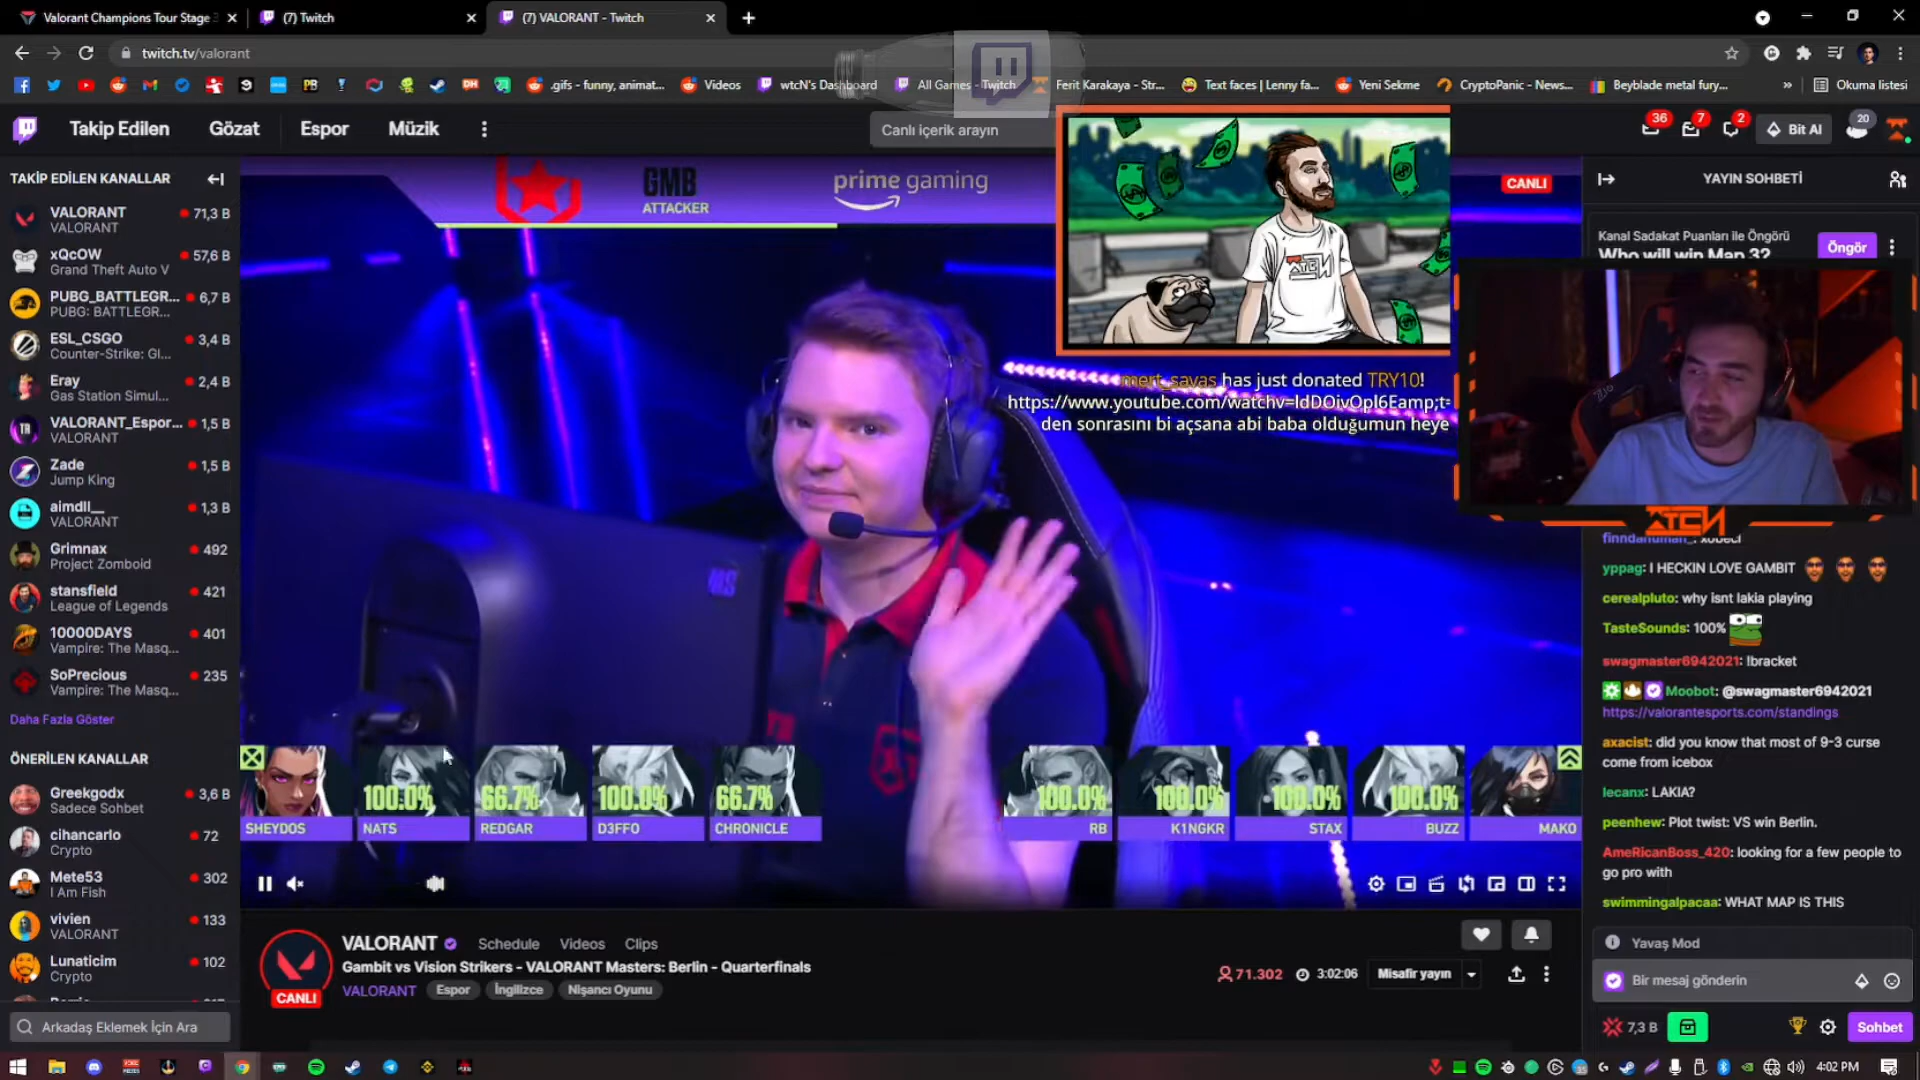 Valorant Champions Tour Stage 3
(7) Twitch
(7) VALORANT - Twitch
twitch.tv/valorant
.gifs - funny, animat...
Videos
wtcN's Dashboard
All Games - Twitch
Ferit Karakaya - Str...
Text faces | Lenny fa...
Yeni Sekme
CryptoPanic - News...
Beyblade metal fury...
Okuma listesi
Takip Edilen
Gözat
Espor
Müzik
Canlı içerik arayın
36
7
2
Bit Al
20
TAKİP EDİLEN KANALLAR
VALORANT
71,3 B
VALORANT
xQcOW
57,6 B
Grand Theft Auto V
PUBG_BATTLEGR...
6,7 B
PUBG: BATTLEGR...
ESL_CSGO
3,4 B
Counter-Strike: Gl...
Eray
2,4 B
Gas Station Simul...
VALORANT_Espor...
1,5 B
VALORANT
Zade
1,5 B
Jump King
aimdll__
1,3 B
VALORANT
Grimnax
492
Project Zomboid
stansfield
421
League of Legends
10000DAYS
401
Vampire: The Masq...
SoPrecious
235
Vampire: The Masq...
Daha Fazla Göster
ÖNERİLEN KANALLAR
Greekgodx
3,6 B
Sadece Sohbet
cihancarlo
72
Crypto
Mete53
302
I Am Fish
vivien
133
VALORANT
Lunaticim
102
Crypto
Arkadaş Eklemek İçin Ara
GMB
ATTACKER
prime gaming
CANLI
mert_savas has just donated TRY10!
https://www.youtube.com/watchv=IdDOivOpl6Eamp;t=
den sonrasını bi açsana abi baba olduğumun heye
100.0%
66.7%
100.0%
66.7%
100.0%
100.0%
100.0%
100.0%
SHEYDOS
NATS
REDGAR
D3FFO
CHRONICLE
RB
K1NGKR
STAX
BUZZ
MAKO
VALORANT
Schedule
Videos
Clips
Gambit vs Vision Strikers - VALORANT Masters: Berlin - Quarterfinals
VALORANT
Espor
İngilizce
Nişancı Oyunu
CANLI
71.302
3:02:06
Misafir yayın
YAYIN SOHBETİ
Kanal Sadakat Puanları ile Öngörü
Who will win Map 3?
Öngör
WTCN
yppag: I HECKIN LOVE GAMBIT
cerealpluto: why isnt lakia playing
TasteSounds: 100%
swagmaster6942021: !bracket
Moobot: @swagmaster6942021
https://valorantesports.com/standings
axacist: did you know that most of 9-3 curse
come from icebox
lecanx: LAKIA?
peenhew: Plot twist: VS win Berlin.
AmeRicanBoss_420: looking for a few people to
go pro with
swimmingalpacaa: WHAT MAP IS THIS
Yavaş Mod
Bir mesaj gönderin
7,3 B
Sohbet
4:02 PM